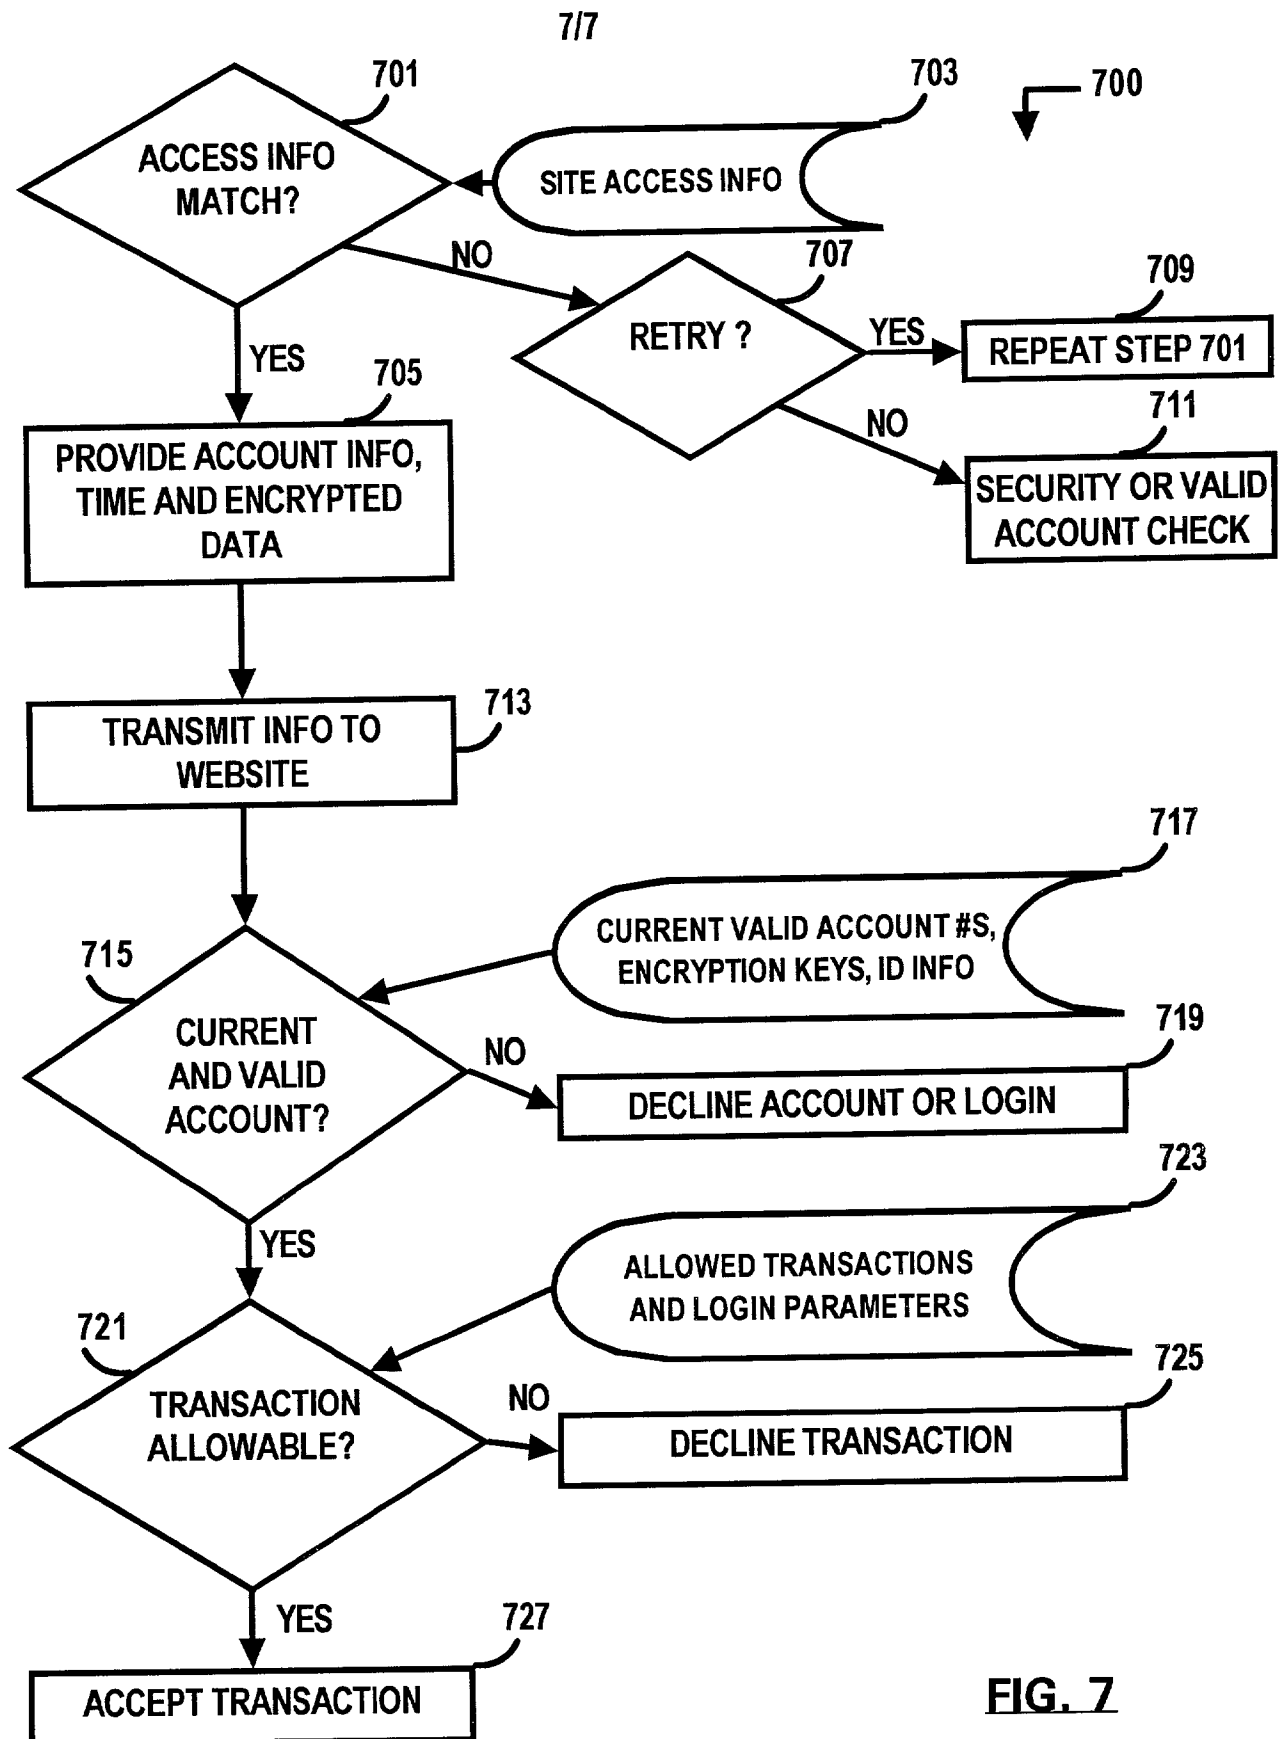 7/7
701
703
700
ACCESS INFO
MATCH?
SITE ACCESS INFO
NO
707
709
RETRY ?
YES
REPEAT STEP 701
YES
705
711
NO
PROVIDE ACCOUNT INFO,
TIME AND ENCRYPTED
DATA
SECURITY OR VALID
ACCOUNT CHECK
713
TRANSMIT INFO TO
WEBSITE
717
715
CURRENT VALID ACCOUNT #S,
ENCRYPTION KEYS, ID INFO
CURRENT
AND VALID
ACCOUNT?
719
NO
DECLINE ACCOUNT OR LOGIN
723
YES
ALLOWED TRANSACTIONS
AND LOGIN PARAMETERS
721
725
TRANSACTION
ALLOWABLE?
NO
DECLINE TRANSACTION
YES
727
ACCEPT TRANSACTION
FIG. 7